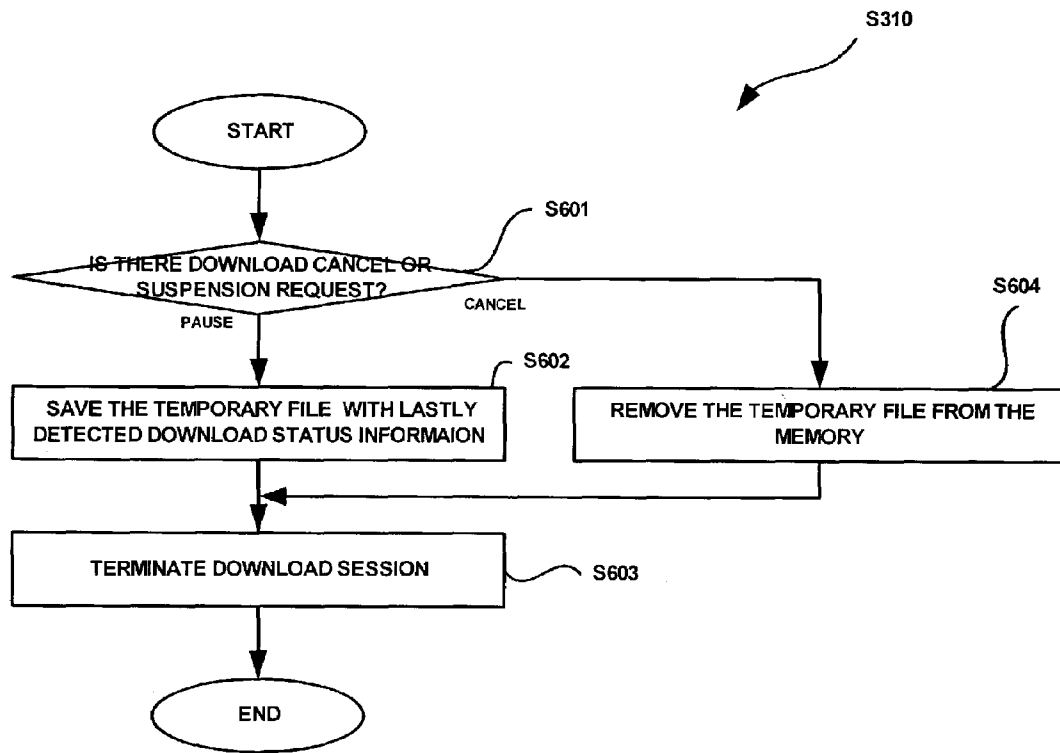 S310
START
S601
IS THERE DOWNLOAD CANCEL OR
SUSPENSION REQUEST?
PAUSE
CANCEL
S604
S602
SAVE THE TEMPORARY FILE WITH LASTLY
DETECTED DOWNLOAD STATUS INFORMAION
REMOVE THE TEMPORARY FILE FROM THE
MEMORY
TERMINATE DOWNLOAD SESSION
S603
END